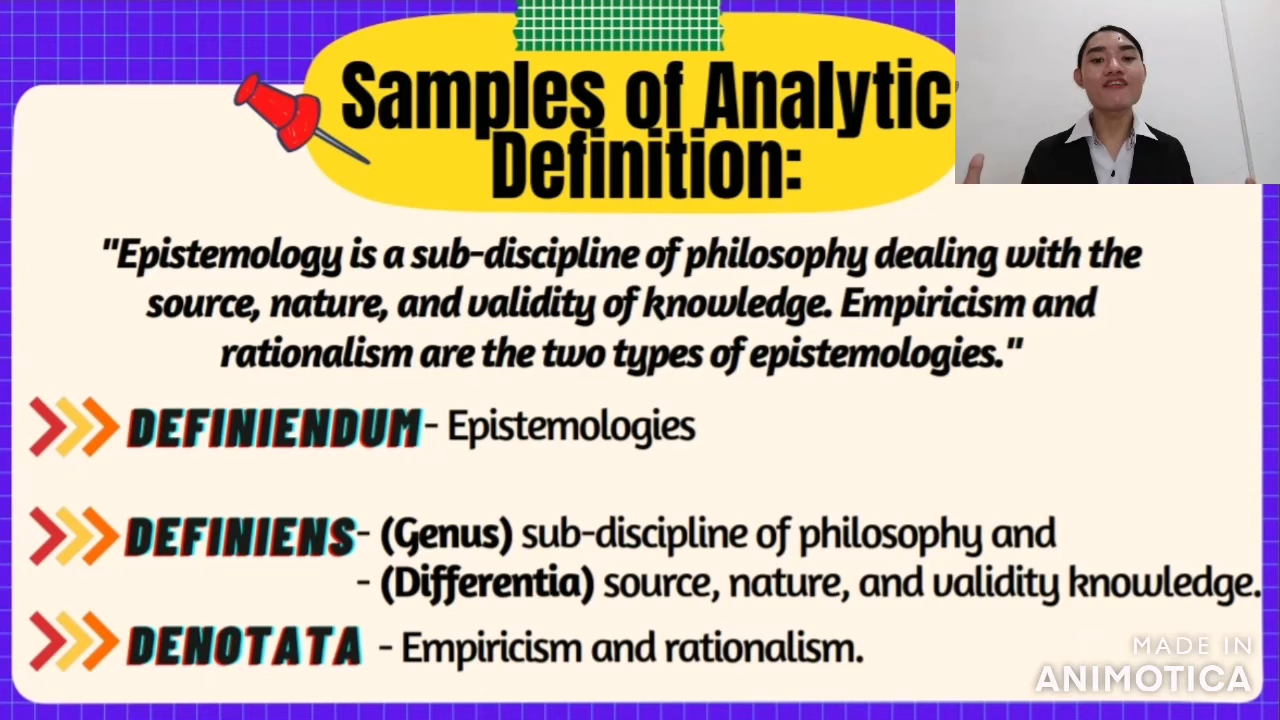 Samples of Analytic
Definition:
"Epistemology is a sub-discipline of philosophy dealing with the
source, nature, and validity of knowledge. Empiricism and
rationalism are the two types of epistemologies."
DEFINIENDUM - Epistemologies
DEFINIENS - (Genus) sub-discipline of philosophy and
- (Differentia) source, nature, and validity knowledge.
DENOTATA - Empiricism and rationalism.
MADE IN
ANIMOTICA